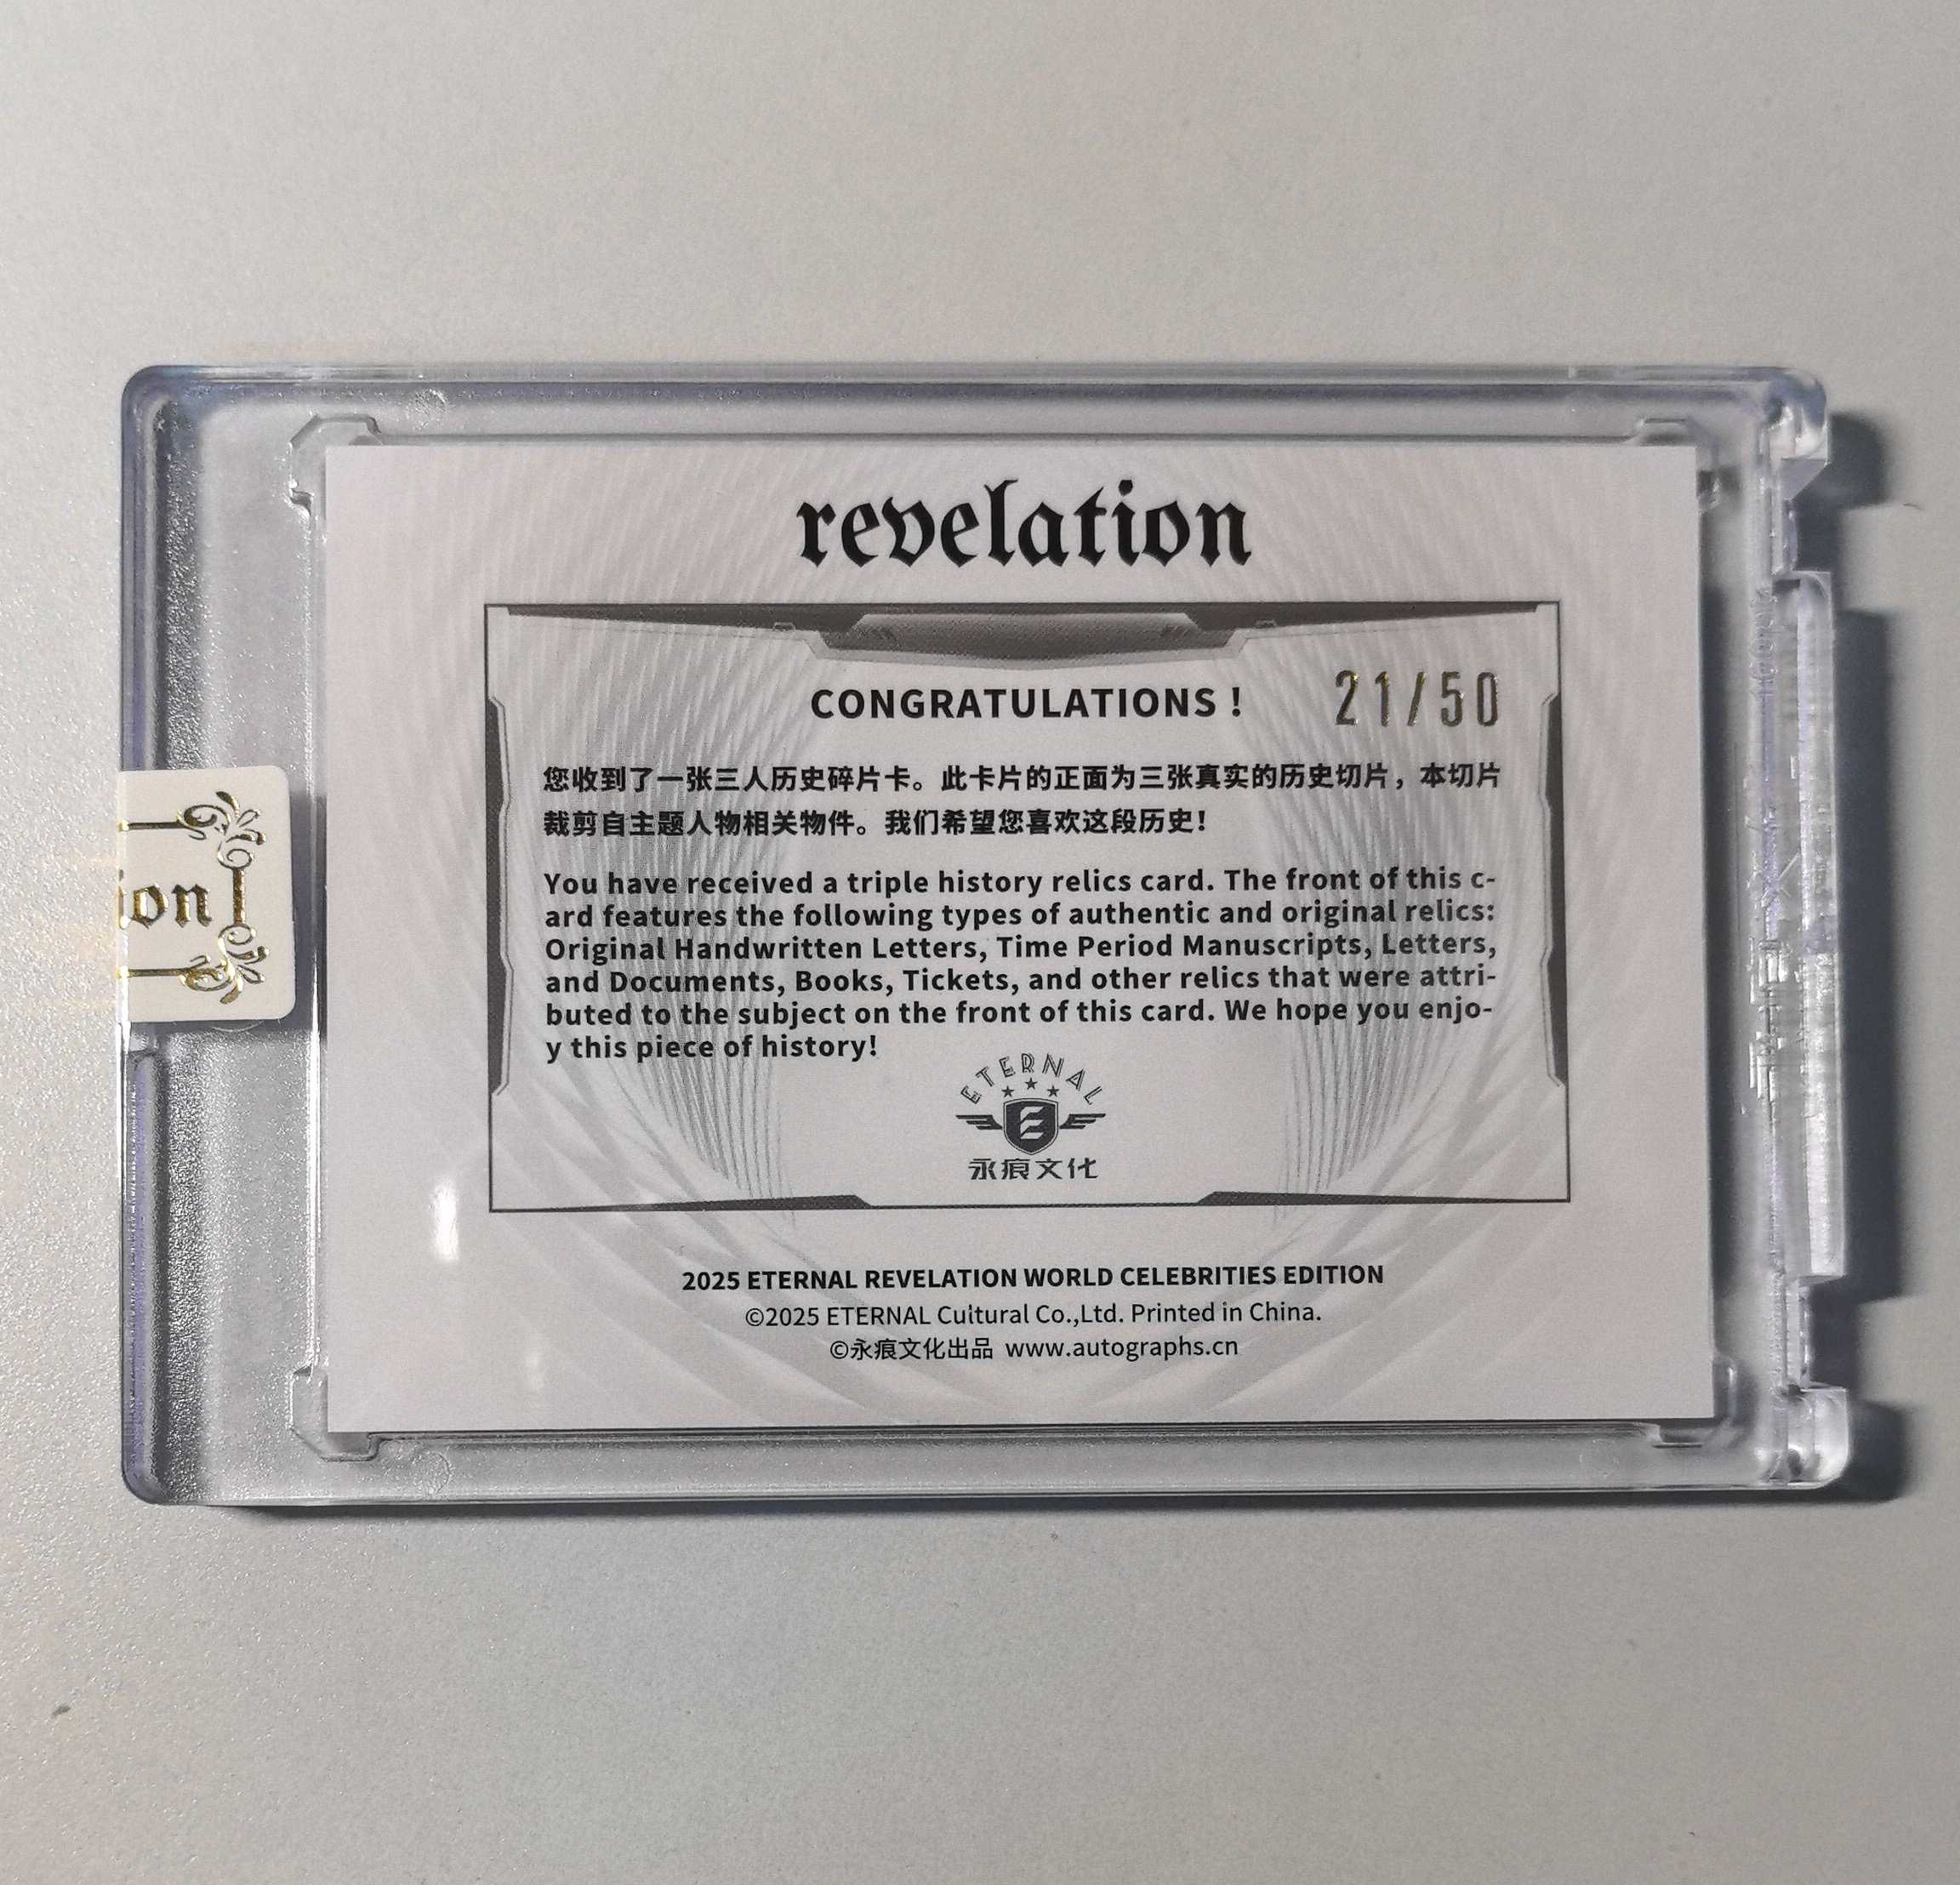 revelation
CONGRATULATIONS !
21/50
您收到了一张三人历史碎片卡。此卡片的正面为三张真实的历史切片，本切片
裁剪自主题人物相关物件。我们希望您喜欢这段历史！
You have received a triple history relics card. The front of this c-
ard features the following types of authentic and original relics:
Original Handwritten Letters, Time Period Manuscripts, Letters,
and Documents, Books, Tickets, and other relics that were attri-
buted to the subject on the front of this card. We hope you enjo-
y this piece of history!
ETERNAL
永痕文化
2025 ETERNAL REVELATION WORLD CELEBRITIES EDITION
©2025 ETERNAL Cultural Co.,Ltd. Printed in China.
©永痕文化出品 www.autographs.cn
ion